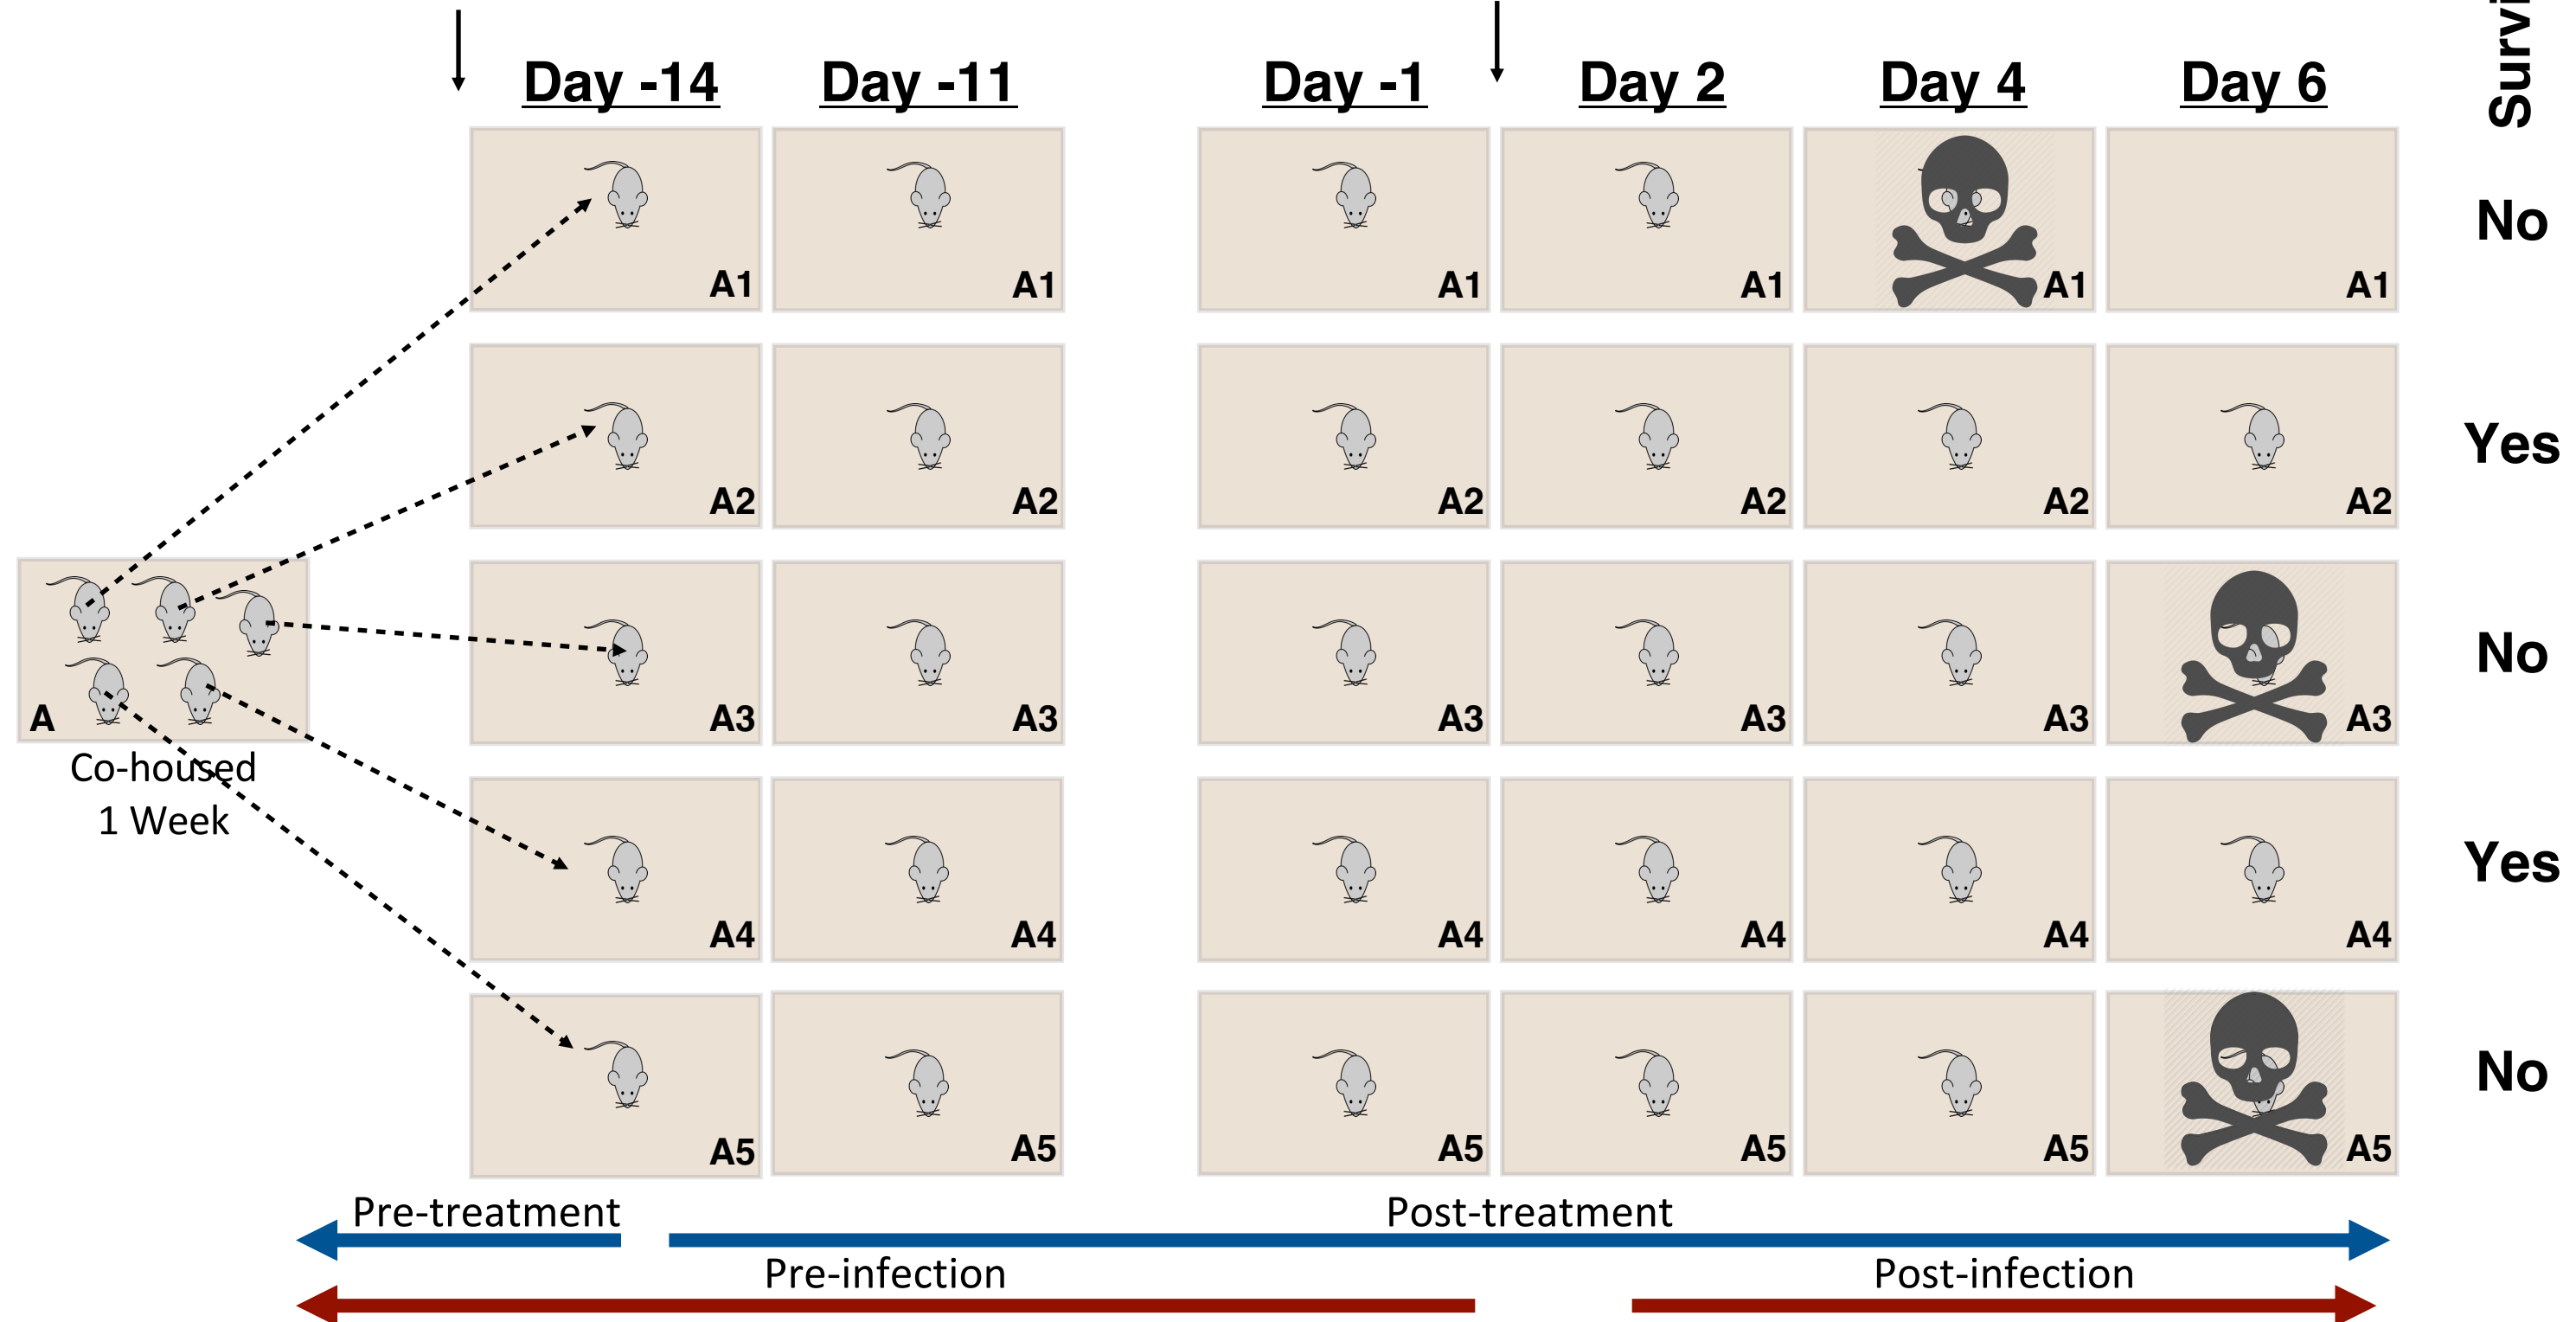 Day -14 Day -11 Day -1 Day 2 Day 4 Day 6
A1 A1 A1 A1 A1 A1
No
A2 A2 A2 A2 A2 A2
Yes
A
Co-housed
1 Week
A3 A3 A3 A3 A3 A3
No
A4 A4 A4 A4 A4 A4
Yes
A5 A5 A5 A5 A5 A5
No
Pre-treatment Post-treatment
Pre-infection Post-infection